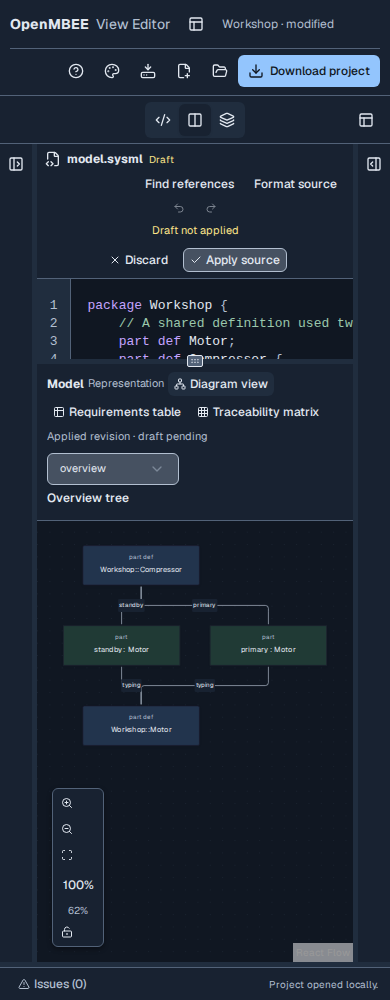 OpenMBEE View Editor Workshop · modified
Download project
model.sysml Draft
Find references Format source
Draft not applied
Discard Apply source
1 package Workshop {
2 // A shared definition used tw
3 part def Motor;
4 part def Compressor {
Model Representation Diagram view
Requirements table Traceability matrix
Applied revision · draft pending
overview
Overview tree
part def
Workshop::Compressor
standby primary
part part
standby : Motor primary : Motor
typing typing
part def
Workshop::Motor
100%
62%
React Flow
Issues (0) Project opened locally.